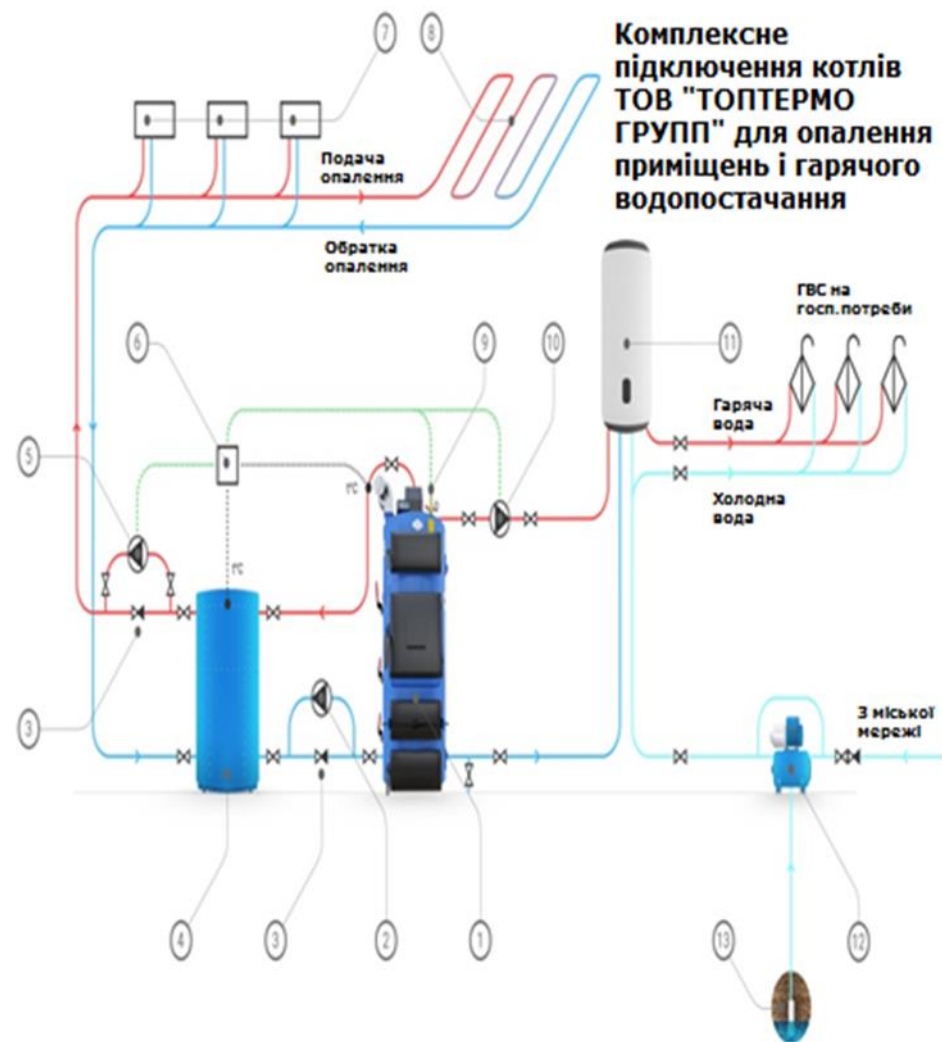 7
8
Комплексне
підключення котлів
ТОВ "ТОПТЕРМО
ГРУПП" для опалення
приміщень і гарячого
водопостачання
Подача
опалення
Обратка
опалення
ГВС на
госп.потреби
6
9
10
11
Гаряча
вода
5
t°C
Холодна
вода
t°C
3
З міської
мережі
4
3
2
1
13
12